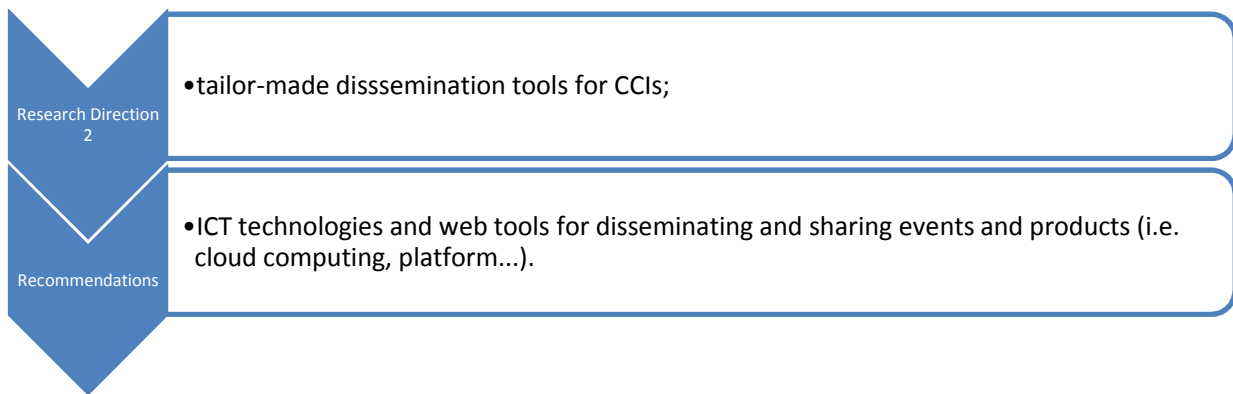 Research Direction
2
•tailor-made disssemination tools for CCIs;
Recommendations
•ICT technologies and web tools for disseminating and sharing events and products (i.e.
cloud computing, platform...).